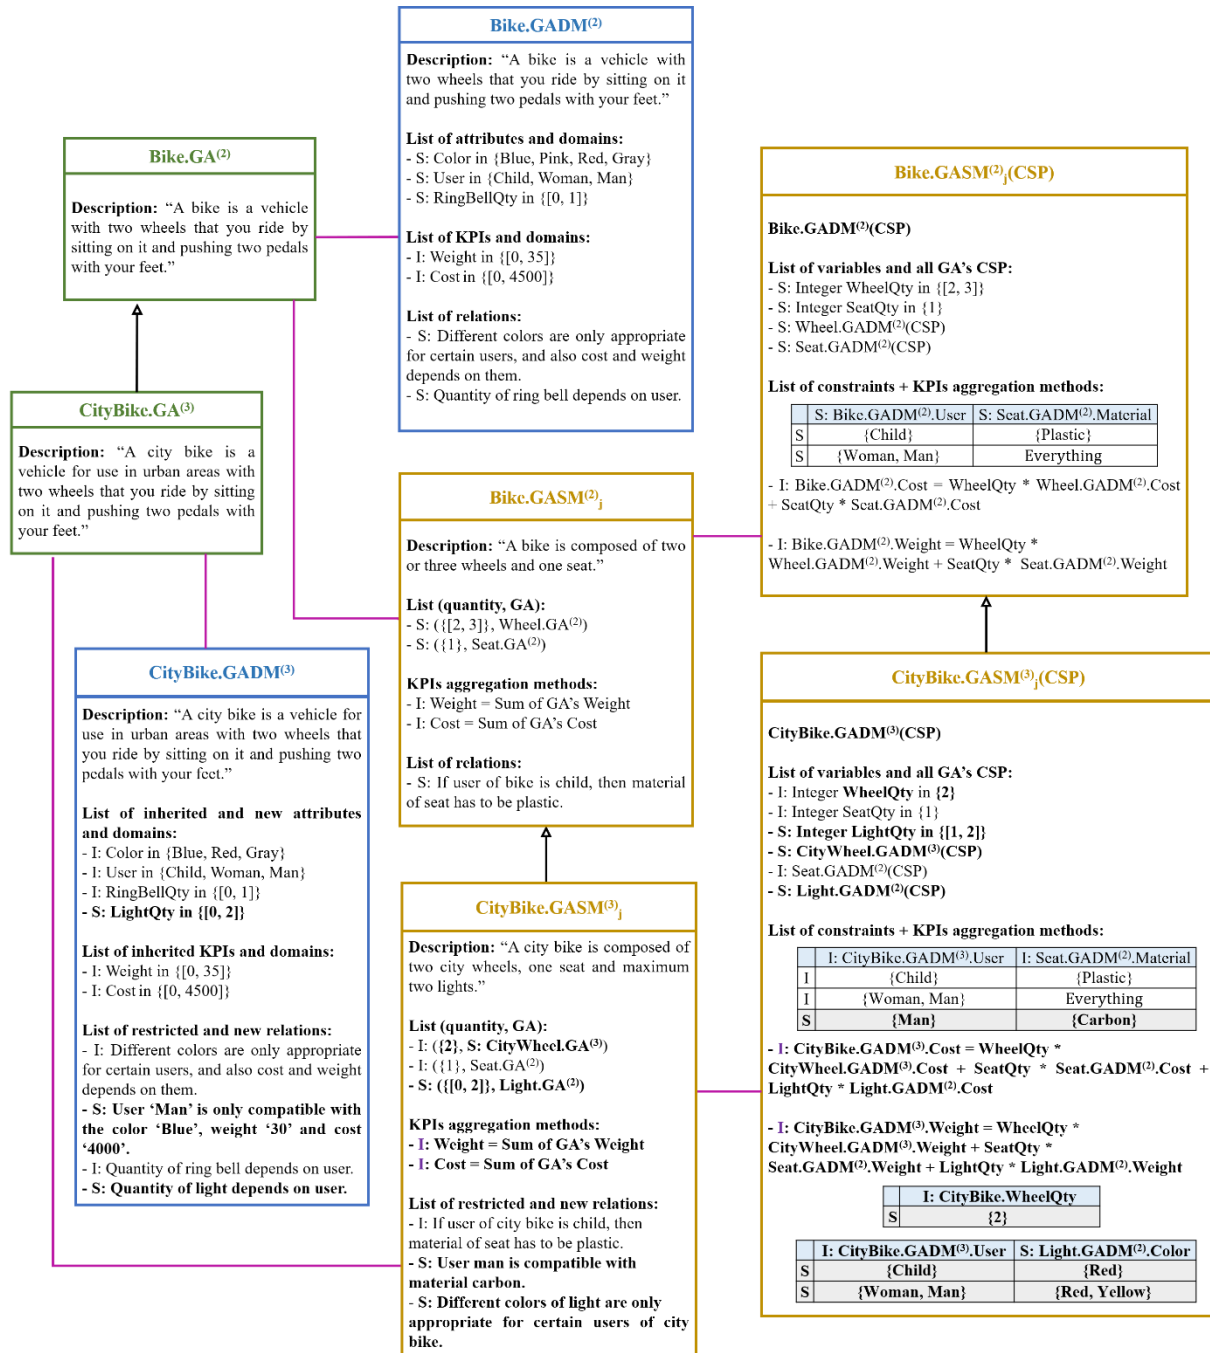 Bike.GADM(2)
Description: “A bike is a vehicle with
two wheels that you ride by sitting on it
and pushing two pedals with your feet.”
List of attributes and domains:
- S: Color in {Blue, Pink, Red, Gray}
- S: User in {Child, Woman, Man}
- S: RingBellQty in {[0, 1]}
List of KPIs and domains:
- I: Weight in {[0, 35]}
- I: Cost in {[0, 4500]}
List of relations:
- S: Different colors are only appropriate
for certain users, and also cost and weight
depends on them.
- S: Quantity of ring bell depends on user.
Bike.GA(2)
Description: “A bike is a vehicle
with two wheels that you ride by
sitting on it and pushing two pedals
with your feet.”
CityBike.GA(3)
Description: “A city bike is a
vehicle for use in urban areas with
two wheels that you ride by sitting
on it and pushing two pedals with
your feet.”
Bike.GASM(2)j(CSP)
Bike.GADM(2)(CSP)
List of variables and all GA’s CSP:
- S: Integer WheelQty in {[2, 3]}
- S: Integer SeatQty in {1}
- S: Wheel.GADM(2)(CSP)
- S: Seat.GADM(2)(CSP)
List of constraints + KPIs aggregation methods:
S: Bike.GADM(2).User S: Seat.GADM(2).Material
S {Child} {Plastic}
S {Woman, Man} Everything
- I: Bike.GADM(2).Cost = WheelQty * Wheel.GADM(2).Cost
+ SeatQty * Seat.GADM(2).Cost
- I: Bike.GADM(2).Weight = WheelQty *
Wheel.GADM(2).Weight + SeatQty * Seat.GADM(2).Weight
Bike.GASM(2)j
Description: “A bike is composed of two
or three wheels and one seat.”
List (quantity, GA):
- S: ({[2, 3]}, Wheel.GA(2))
- S: ({1}, Seat.GA(2))
KPIs aggregation methods:
- I: Weight = Sum of GA’s Weight
- I: Cost = Sum of GA’s Cost
List of relations:
- S: If user of bike is child, then material
of seat has to be plastic.
CityBike.GADM(3)
Description: “A city bike is a vehicle for
use in urban areas with two wheels that
you ride by sitting on it and pushing two
pedals with your feet.”
List of inherited and new attributes
and domains:
- I: Color in {Blue, Red, Gray}
- I: User in {Child, Woman, Man}
- I: RingBellQty in {[0, 1]}
- S: LightQty in {[0, 2]}
List of inherited KPIs and domains:
- I: Weight in {[0, 35]}
- I: Cost in {[0, 4500]}
List of restricted and new relations:
- I: Different colors are only appropriate
for certain users, and also cost and weight
depends on them.
- S: User ‘Man’ is only compatible with
the color ‘Blue’, weight ‘30’ and cost
‘4000’.
- I: Quantity of ring bell depends on user.
- S: Quantity of light depends on user.
CityBike.GASM(3)j
Description: “A city bike is composed of
two city wheels, one seat and maximum
two lights.”
List (quantity, GA):
- I: ({2}, S: CityWheel.GA(3))
- I: ({1}, Seat.GA(2))
- S: ({[0, 2]}, Light.GA(2))
KPIs aggregation methods:
- I: Weight = Sum of GA’s Weight
- I: Cost = Sum of GA’s Cost
List of restricted and new relations:
- I: If user of city bike is child, then
material of seat has to be plastic.
- S: User man is compatible with
material carbon.
- S: Different colors of light are only
appropriate for certain users of city
bike.
CityBike.GASM(3)j(CSP)
CityBike.GADM(3)(CSP)
List of variables and all GA’s CSP:
- I: Integer WheelQty in {2}
- I: Integer SeatQty in {1}
- S: Integer LightQty in {[1, 2]}
- S: CityWheel.GADM(3)(CSP)
- I: Seat.GADM(2)(CSP)
- S: Light.GADM(2)(CSP)
List of constraints + KPIs aggregation methods:
I: CityBike.GADM(3).User I: Seat.GADM(2).Material
I {Child} {Plastic}
I {Woman, Man} Everything
S {Man} {Carbon}
- I: CityBike.GADM(3).Cost = WheelQty *
CityWheel.GADM(3).Cost + SeatQty * Seat.GADM(2).Cost +
LightQty * Light.GADM(2).Cost
- I: CityBike.GADM(3).Weight = WheelQty *
CityWheel.GADM(3).Weight + SeatQty *
Seat.GADM(2).Weight + LightQty * Light.GADM(2).Weight
I: CityBike.WheelQty
S {2}
I: CityBike.GADM(3).User S: Light.GADM(2).Color
S {Child} {Red}
S {Woman, Man} {Red, Yellow}